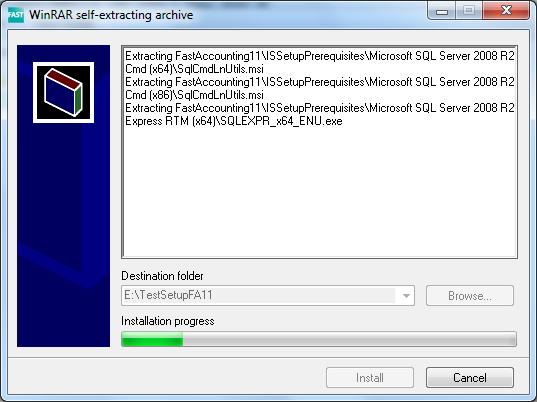 FAST WinRAR self-extracting archive
Extracting FastAccounting11\ISSetupPrerequisites\Microsoft SQL Server 2008 R2
Cmd (x64)\SqlCmdLnUtils.msi
Extracting FastAccounting11\ISSetupPrerequisites\Microsoft SQL Server 2008 R2
Cmd (x86)\SqlCmdLnUtils.msi
Extracting FastAccounting11\ISSetupPrerequisites\Microsoft SQL Server 2008 R2
Express RTM (x64)\SQLEXPR_x64_ENU.exe
Destination folder
E:\TestSetupFA11
Browse...
Installation progress
Install
Cancel